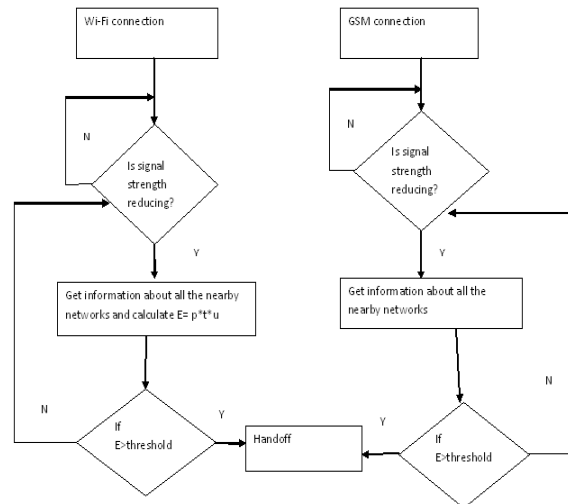 Wi-Fi connection
GSM connection
N
N
Is signal
strength
reducing?
Is signal
strength
reducing?
Y
Y
Get information about all the nearby
networks and calculate E= p*t*u
Get information about all the
nearby networks
N
N
If
E>threshold
Y
Handoff
Y
If
E>threshold